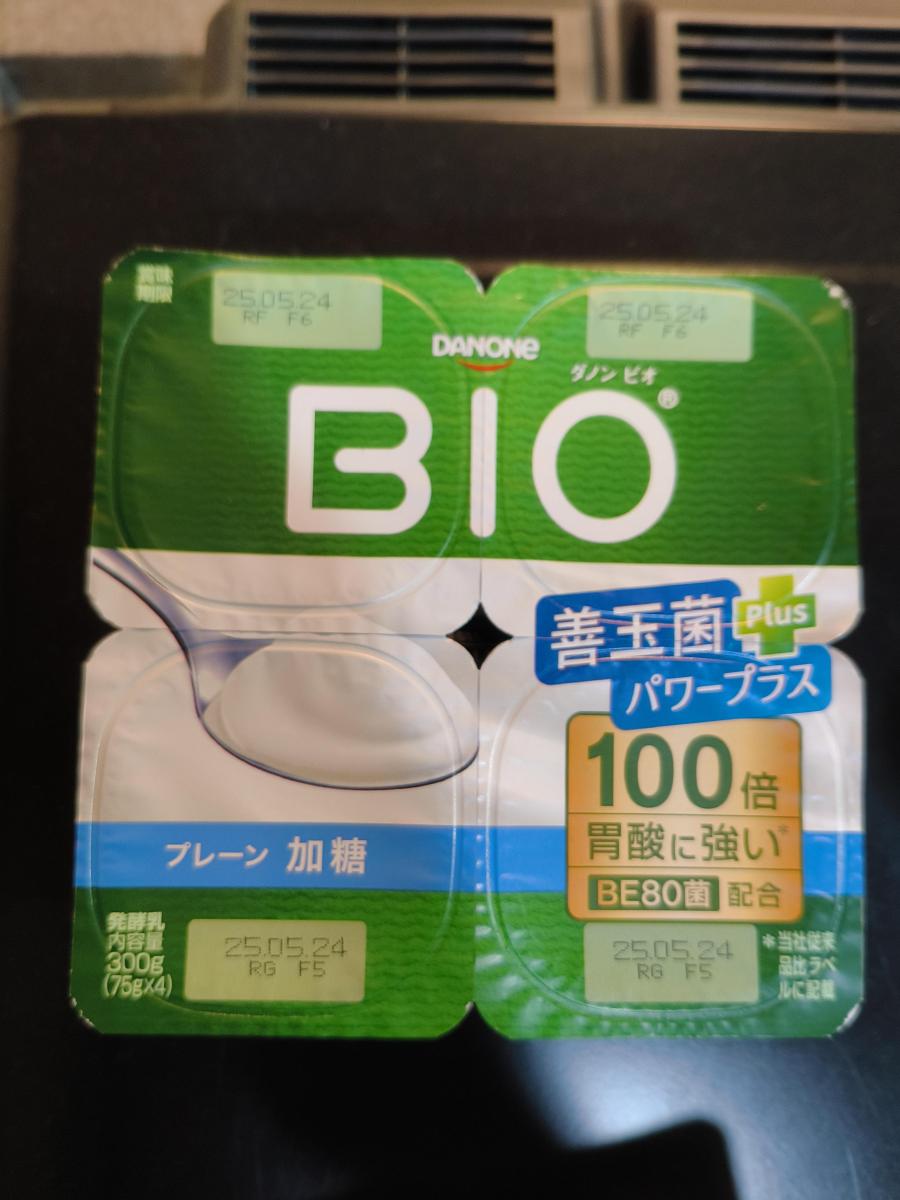 賞味
期限
25.05.24
RF F6
25.05.24
RF F6
DANONE
ダノン ビオ
BIO®
善玉菌 Plus
パワープラス
100倍
胃酸に強い*
BE80菌 配合
プレーン 加糖
発酵乳
内容量
300g
(75g×4)
25.05.24
RG F5
25.05.24
RG F5
*当社従来
品比ラベ
ルに記載